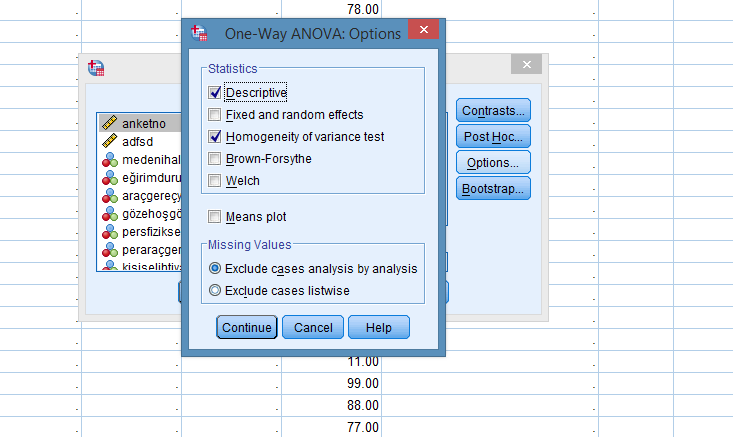 78.00
One-Way ANOVA: Options
Statistics
Descriptive
Fixed and random effects
Homogeneity of variance test
Brown-Forsythe
Welch
Means plot
Missing Values
Exclude cases analysis by analysis
Exclude cases listwise
Continue Cancel Help
anketno
adfsd
medenihal
eğirimduru
araçgereçy
gözehoşgö
persfizikse
peraraçger
kişiselihtiy
Contrasts...
Post Hoc...
Options...
Bootstrap...
11.00
99.00
88.00
77.00